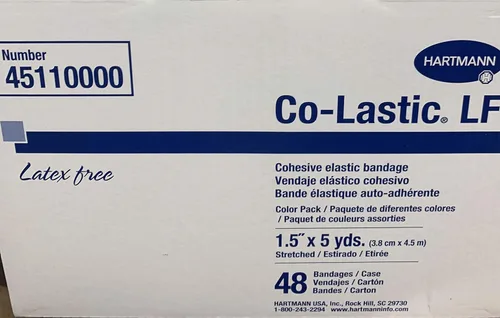 Number
45110000
HARTMANN
Co-Lastic® LF
Latex free
Cohesive elastic bandage
Vendaje elástico cohesivo
Bande élastique auto-adhérente
Color Pack / Paquete de diferentes colores
/ Paquet de couleurs assorties
1.5˝ x 5 yds. (3.8 cm x 4.5 m)
Stretched / Estirado / Etirée
48 Bandages / Case
Vendajes / Cartón
Bandes / Carton
HARTMANN USA, Inc., Rock Hill, SC 29730
1-800-243-2294 www.hartmanninfo.com